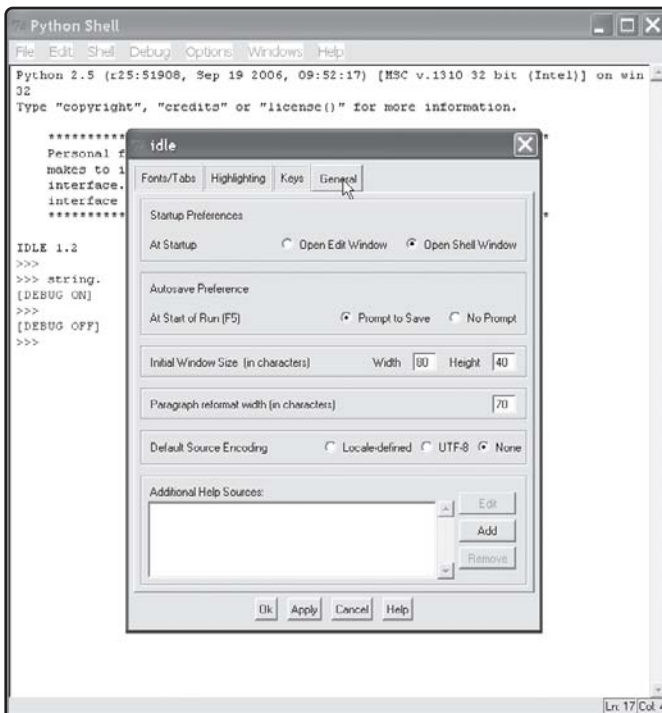 Python Shell
File Edit Shell Debug Options Windows Help
Python 2.5 (r25:51908, Sep 19 2006, 09:52:17) [MSC v.1310 32 bit (Intel)] on win
32
Type "copyright", "credits" or "license()" for more information.
Personal
makes to
interface.
interface
IDLE 1.2
>>>
>>> string.
[DEBUG ON]
>>>
[DEBUG OFF]
>>>
idle
Fonts/Tabs Highlighting Keys General
Startup Preferences
At Startup Open Edit Window Open Shell Window
Autosave Preference
At Start of Run (F5) Prompt to Save No Prompt
Initial Window Size (in characters) Width 80 Height 40
Paragraph reformat width (in characters) 70
Default Source Encoding Locale-defined UTF-8 None
Additional Help Sources:
Edit
Add
Remove
Ok Apply Cancel Help
Ln: 17 Col: 4